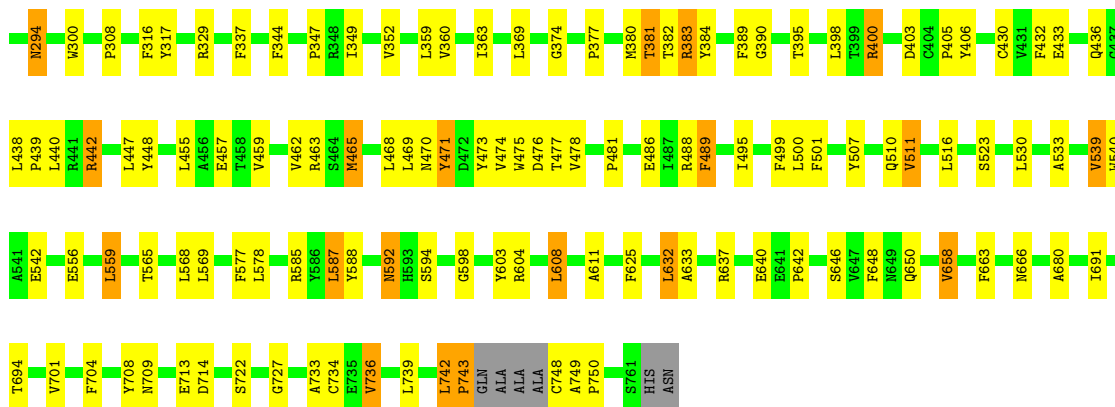 N294 W300 P308 F316 Y317 R329 F337 F344 P347 R348 I349 V352 L359 V360 I363 L369 G374 P377 M380 T381 T382 R383 Y384 F389 G390 T395 L398 T399 R400 D403 C404 P405 Y406 C430 V431 F432 E433 Q436
L438 P439 L440 R441 R442 L447 Y448 L455 A456 E457 T458 V459 V462 R463 S464 M465 L468 L469 N470 Y471 D472 Y473 V474 W475 D476 T477 V478 P481 E486 I487 R488 F489 I495 F499 L500 F501 Y507 Q510 V511 L516 S523 L530 A533 V539
A541 E542 E556 L559 T565 L568 L569 F577 L578 R585 Y586 L587 Y588 N592 H593 S594 G598 Y603 R604 L608 A611 F625 L632 A633 R637 E640 E641 P642 S646 V647 F648 N649 Q650 V658 F663 N666 A680 I691
T694 V701 F704 Y708 N709 E713 D714 S722 G727 A733 C734 E735 V736 L739 L742 P743 GLN ALA ALA ALA C748 A749 P750 S761 HIS ASN